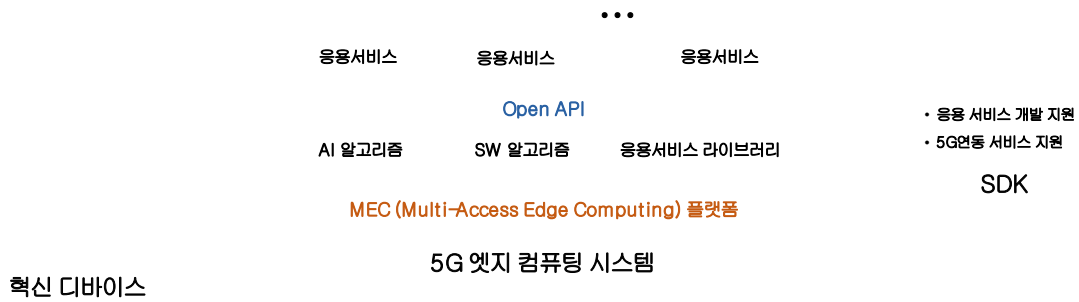 ...
응용서비스 응용서비스 응용서비스
Open API
AI 알고리즘 SW 알고리즘 응용서비스 라이브러리
MEC (Multi-Access Edge Computing) 플랫폼
5G 엣지 컴퓨팅 시스템
• 응용 서비스 개발 지원
• 5G연동 서비스 지원
SDK
혁신 디바이스